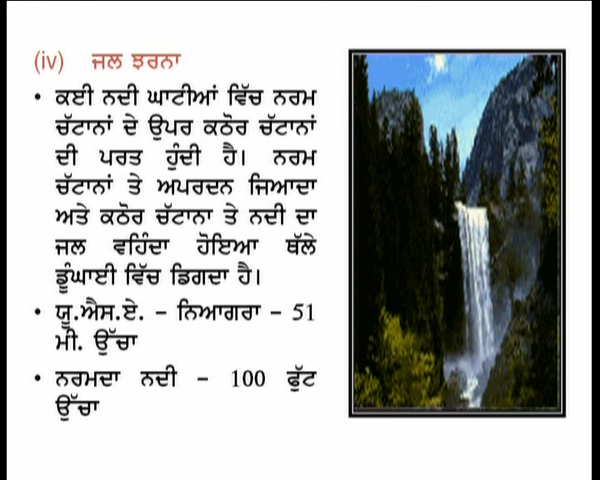 (iv) ਜਲ ਝਰਨਾ
• ਕਈ ਨਦੀ ਘਾਟੀਆਂ ਵਿੱਚ ਨਰਮ
ਚੱਟਾਨਾਂ ਦੇ ਉਪਰ ਕਠੋਰ ਚੱਟਾਨਾਂ
ਦੀ ਪਰਤ ਹੁੰਦੀ ਹੈ। ਨਰਮ
ਚੱਟਾਨਾਂ ਤੇ ਅਪਰਦਨ ਜਿਆਦਾ
ਅਤੇ ਕਠੋਰ ਚੱਟਾਨਾ ਤੇ ਨਦੀ ਦਾ
ਜਲ ਵਹਿੰਦਾ ਹੋਇਆ ਥੱਲੇ
ਡੂੰਘਾਈ ਵਿੱਚ ਡਿਗਦਾ ਹੈ।
• ਯੂ.ਐਸ.ਏ. – ਨਿਆਗਰਾ – 51
ਮੀ. ਉੱਚਾ
• ਨਰਮਦਾ ਨਦੀ – 100 ਫੁੱਟ
ਉੱਚਾ